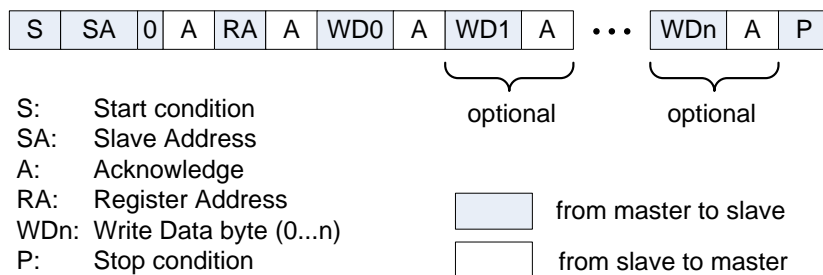 S SA 0 A RA A WD0 A WD1 A • • • WDn A P
optional optional
S: Start condition
SA: Slave Address
A: Acknowledge
RA: Register Address
WDn: Write Data byte (0...n)
P: Stop condition
from master to slave
from slave to master